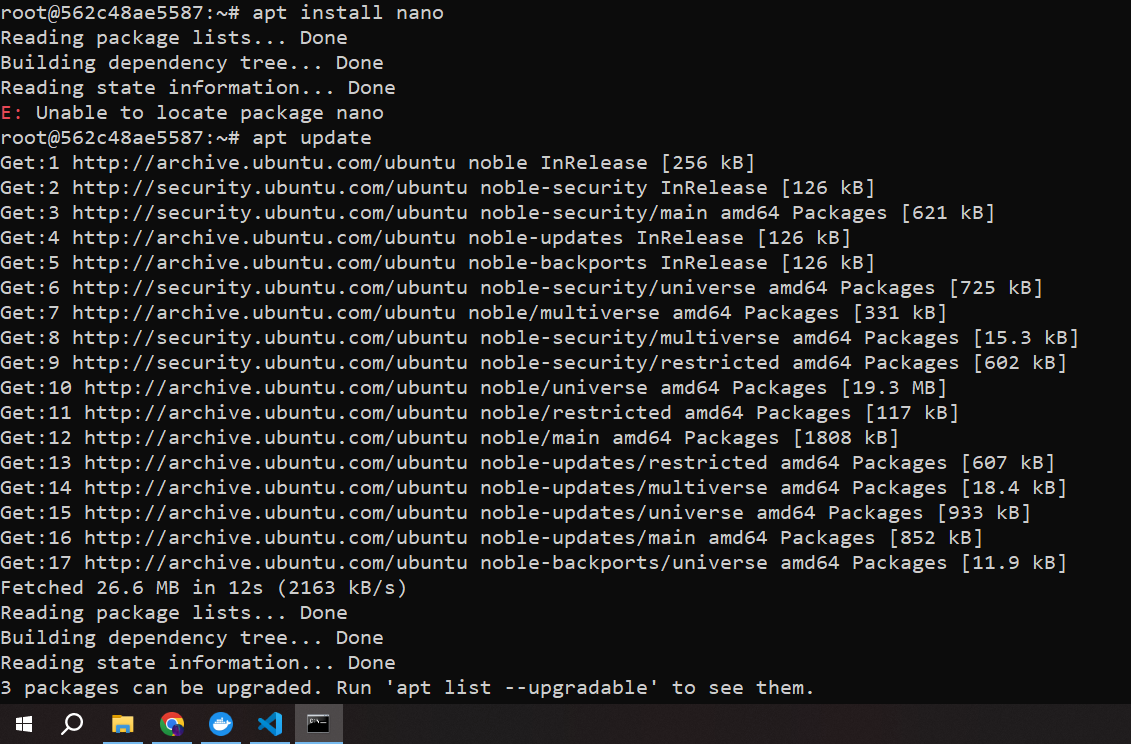 root@562c48ae5587:~# apt install nano
Reading package lists... Done
Building dependency tree... Done
Reading state information... Done
E: Unable to locate package nano
root@562c48ae5587:~# apt update
Get:1 http://archive.ubuntu.com/ubuntu noble InRelease [256 kB]
Get:2 http://security.ubuntu.com/ubuntu noble-security InRelease [126 kB]
Get:3 http://security.ubuntu.com/ubuntu noble-security/main amd64 Packages [621 kB]
Get:4 http://archive.ubuntu.com/ubuntu noble-updates InRelease [126 kB]
Get:5 http://archive.ubuntu.com/ubuntu noble-backports InRelease [126 kB]
Get:6 http://security.ubuntu.com/ubuntu noble-security/universe amd64 Packages [725 kB]
Get:7 http://archive.ubuntu.com/ubuntu noble/multiverse amd64 Packages [331 kB]
Get:8 http://security.ubuntu.com/ubuntu noble-security/multiverse amd64 Packages [15.3 kB]
Get:9 http://security.ubuntu.com/ubuntu noble-security/restricted amd64 Packages [602 kB]
Get:10 http://archive.ubuntu.com/ubuntu noble/universe amd64 Packages [19.3 MB]
Get:11 http://archive.ubuntu.com/ubuntu noble/restricted amd64 Packages [117 kB]
Get:12 http://archive.ubuntu.com/ubuntu noble/main amd64 Packages [1808 kB]
Get:13 http://archive.ubuntu.com/ubuntu noble-updates/restricted amd64 Packages [607 kB]
Get:14 http://archive.ubuntu.com/ubuntu noble-updates/multiverse amd64 Packages [18.4 kB]
Get:15 http://archive.ubuntu.com/ubuntu noble-updates/universe amd64 Packages [933 kB]
Get:16 http://archive.ubuntu.com/ubuntu noble-updates/main amd64 Packages [852 kB]
Get:17 http://archive.ubuntu.com/ubuntu noble-backports/universe amd64 Packages [11.9 kB]
Fetched 26.6 MB in 12s (2163 kB/s)
Reading package lists... Done
Building dependency tree... Done
Reading state information... Done
3 packages can be upgraded. Run 'apt list --upgradable' to see them.